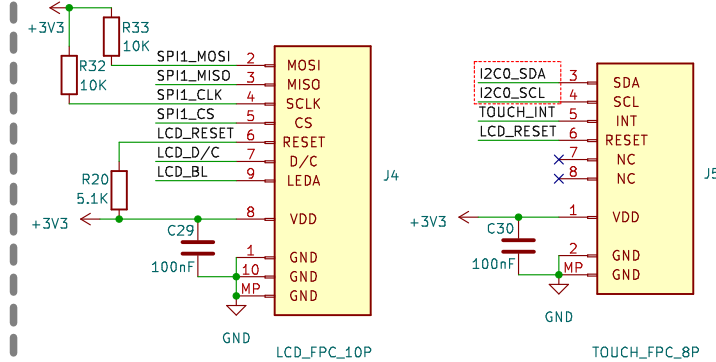 +3V3
R33
10K
R32
10K
SPI1_MOSI 2 MOSI
SPI1_MISO 3 MISO
SPI1_CLK 4 SCLK
SPI1_CS 5 CS
LCD_RESET 6 RESET
LCD_D/C 7 D/C
LCD_BL 9 LEDA
J4
R20
5.1K
+3V3
8 VDD
C29
100nF
1 GND
10 GND
MP GND
GND
LCD_FPC_10P
I2C0_SDA 3 SDA
I2C0_SCL 4 SCL
TOUCH_INT 5 INT
LCD_RESET 6 RESET
7 NC
8 NC
J5
+3V3
1 VDD
C30
100nF
2 GND
MP GND
GND
TOUCH_FPC_8P